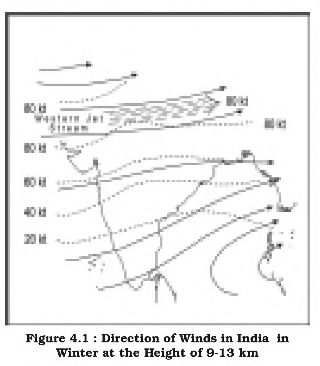 80 kt
80 kt
Western Jet
Stream
80 kt
80 kt
60 kt
40 kt
20 kt
Figure 4.1 : Direction of Winds in India in
Winter at the Height of 9-13 km